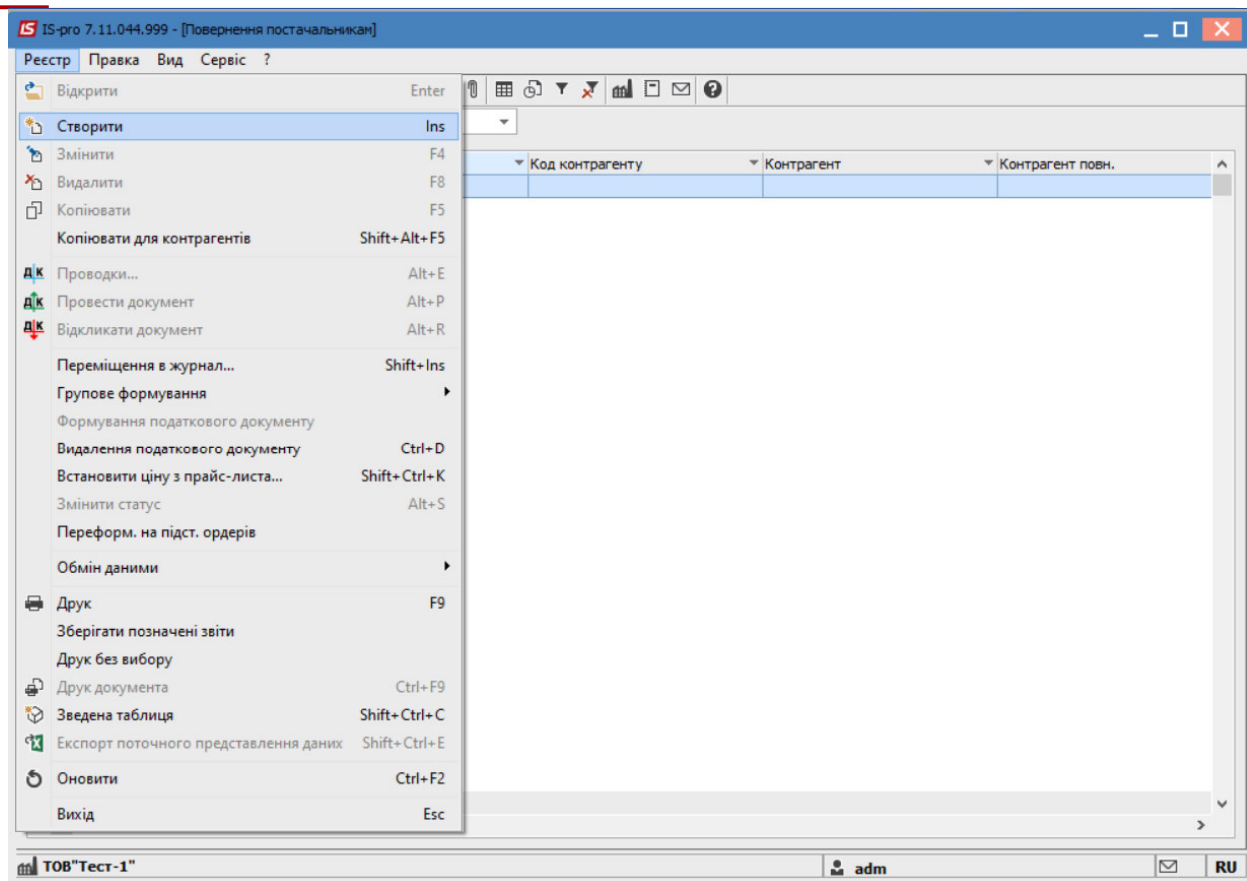 IS-pro 7.11.044.999 - [Повернення постачальникам]
Реєстр Правка Вид Сервіс ?
Відкрити Enter
Створити Ins
Змінити F4
Видалити F8
Копіювати F5
Копіювати для контрагентів Shift+Alt+F5
Проводки... Alt+E
Провести документ Alt+P
Відкликати документ Alt+R
Переміщення в журнал... Shift+Ins
Групове формування
Формування податкового документу
Видалення податкового документу Ctrl+D
Встановити ціну з прайс-листа... Shift+Ctrl+K
Змінити статус Alt+S
Переформ. на підст. ордерів
Обмін даними
Друк F9
Зберігати позначені звіти
Друк без вибору
Друк документа Ctrl+F9
Зведена таблиця Shift+Ctrl+C
Експорт поточного представлення даних Shift+Ctrl+E
Оновити Ctrl+F2
Вихід Esc
Код контрагенту Контрагент Контрагент повн.
ТОВ"Тест-1" adm RU